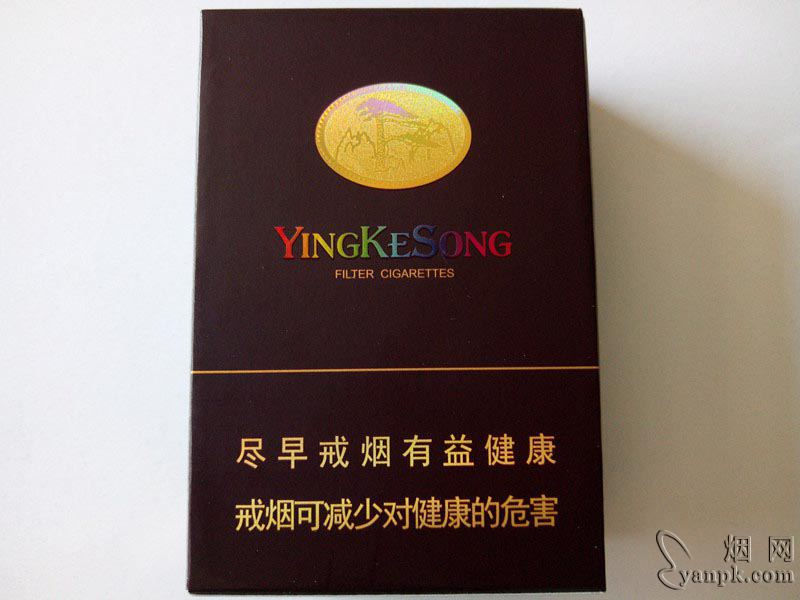 YINGKESONG
FILTER CIGARETTES
尽早戒烟有益健康
戒烟可减少对健康的危害
烟网
yanpk.com